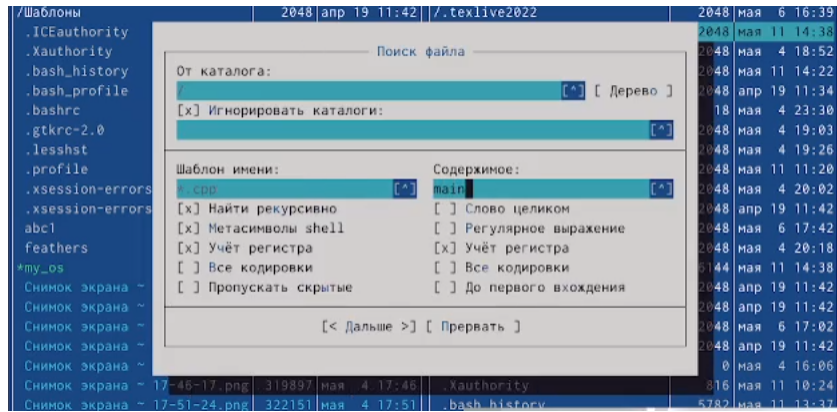 /Шаблоны 2048 апр 19 11:42 /.texlive2022 2048 мая 6 16:39
.ICEauthority 2048 мая 11 14:38
.Xauthority Поиск файла 2048 мая 4 18:52
.bash_history От каталога: 2048 мая 11 14:22
.bash_profile / [^] [ Дерево ] 2048 апр 19 11:34
.bashrc [x] Игнорировать каталоги: 18 мая 4 23:30
.gtkrc-2.0 [^] 2048 мая 4 19:03
.lesshst 2048 мая 4 19:26
.profile Шаблон имени: Содержимое: 2048 мая 11 11:20
.xsession-errors *.cpp [^] main [^] 2048 мая 4 20:02
.xsession-errors [x] Найти рекурсивно [ ] Слово целиком 2048 апр 19 11:42
abc1 [x] Метасимволы shell [ ] Регулярное выражение 2048 мая 6 17:42
feathers [x] Учёт регистра [x] Учёт регистра 2048 мая 4 20:18
*my_os [ ] Все кодировки [ ] Все кодировки 6144 мая 11 14:38
Снимок экрана ~ [ ] Пропускать скрытые [ ] До первого вхождения 2048 апр 19 11:42
Снимок экрана ~ 2048 апр 19 11:42
Снимок экрана ~ [< Дальше >] [ Прервать ] 2048 мая 6 17:02
Снимок экрана ~ 2048 апр 19 11:42
Снимок экрана ~ 0 мая 4 16:06
Снимок экрана ~ 17-46-17.png 319897 мая 4 17:46 .Xauthority 816 мая 11 10:24
Снимок экрана ~ 17-51-24.png 322151 мая 4 17:51 .bash_history 5782 мая 11 13:37